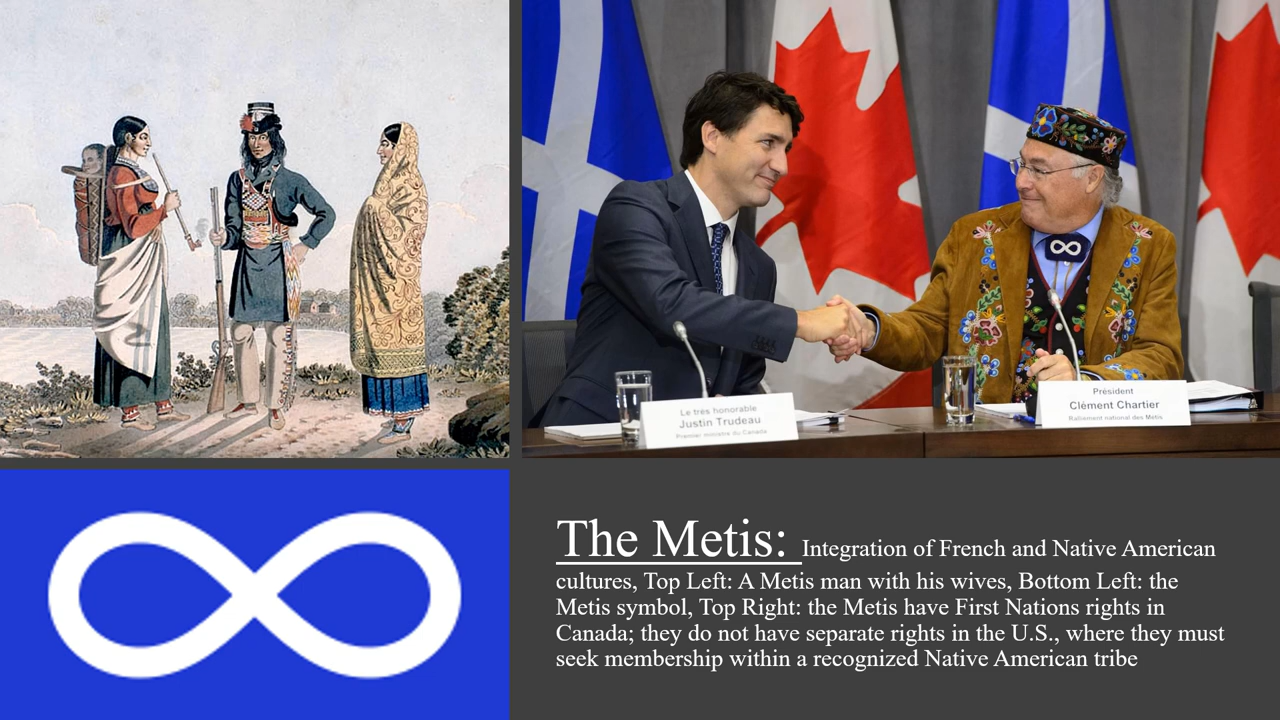 Le très honorable
Justin Trudeau
Premier ministre du Canada
Président
Clément Chartier
Ralliement national des Métis
The Metis: Integration of French and Native American
cultures, Top Left: A Metis man with his wives, Bottom Left: the
Metis symbol, Top Right: the Metis have First Nations rights in
Canada; they do not have separate rights in the U.S., where they must
seek membership within a recognized Native American tribe